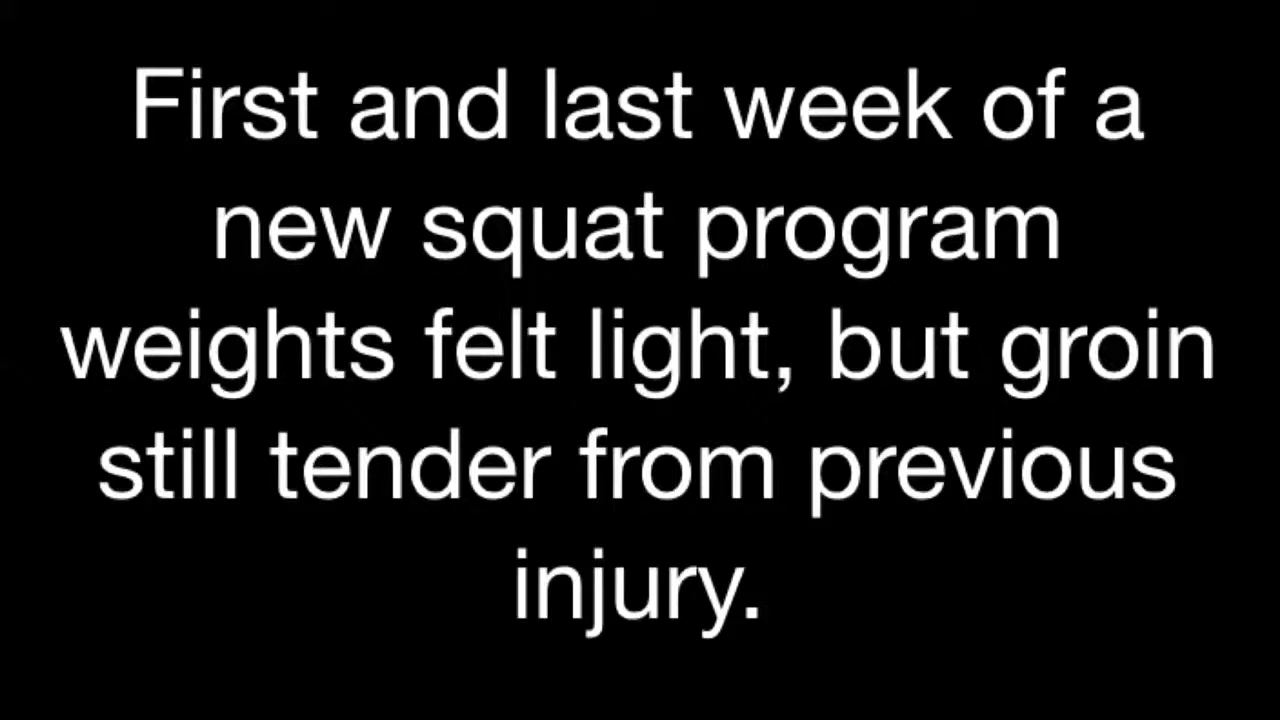 First and last week of a
new squat program
weights felt light, but groin
still tender from previous
injury.